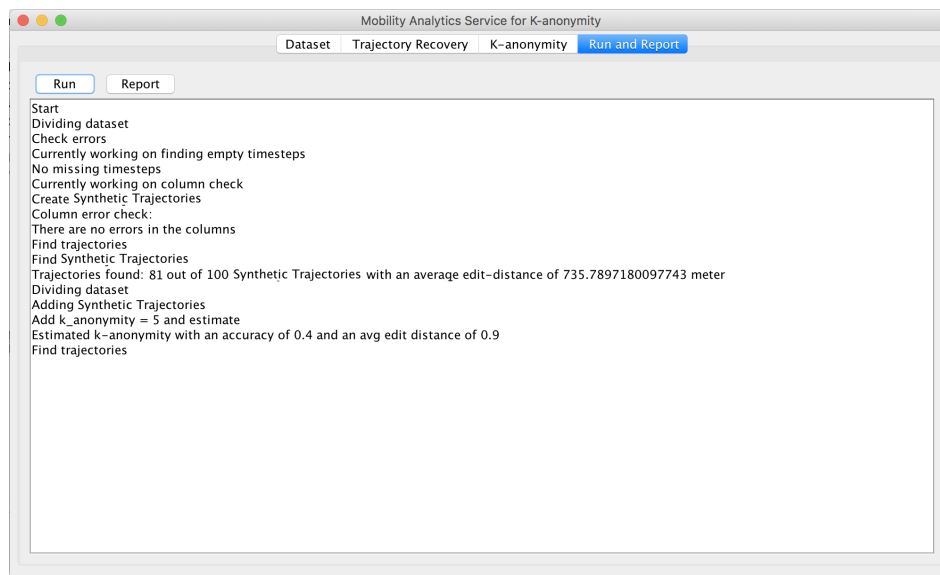 Mobility Analytics Service for K-anonymity
Dataset Trajectory Recovery K-anonymity Run and Report
Run Report
Start
Dividing dataset
Check errors
Currently working on finding empty timesteps
No missing timesteps
Currently working on column check
Create Synthetic Trajectories
Column error check:
There are no errors in the columns
Find trajectories
Find Synthetic Trajectories
Trajectories found: 81 out of 100 Synthetic Trajectories with an average edit-distance of 735.7897180097743 meter
Dividing dataset
Adding Synthetic Trajectories
Add k_anonymity = 5 and estimate
Estimated k-anonymity with an accuracy of 0.4 and an avg edit distance of 0.9
Find trajectories